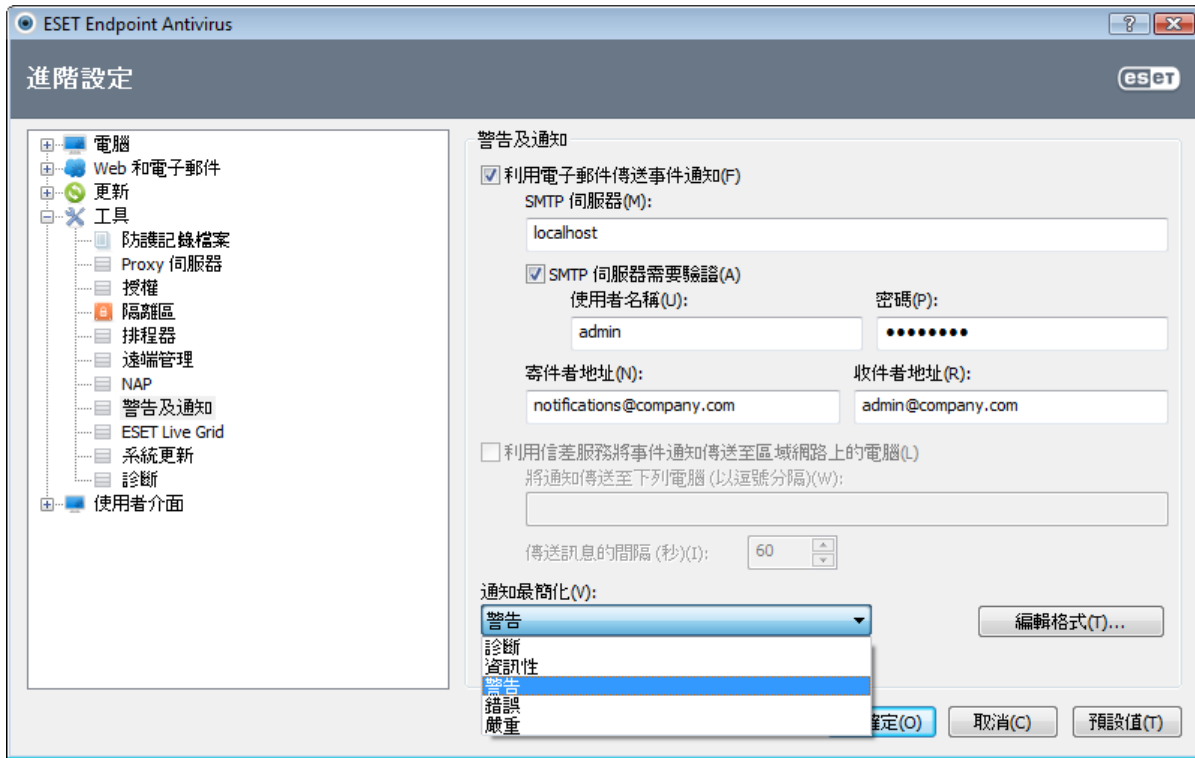 ESET Endpoint Antivirus
進階設定
eset
電腦
Web 和電子郵件
更新
工具
防護記錄檔案
Proxy 伺服器
授權
隔離區
排程器
遠端管理
NAP
警告及通知
ESET Live Grid
系統更新
診斷
使用者介面
警告及通知
利用電子郵件傳送事件通知(F)
SMTP 伺服器(M):
localhost
SMTP 伺服器需要驗證(A)
使用者名稱(U): 密碼(P):
admin ●●●●●●●●
寄件者地址(N): 收件者地址(R):
notifications@company.com admin@company.com
利用信差服務將事件通知傳送至區域網路上的電腦(L)
將通知傳送至下列電腦 (以逗號分隔)(W):
傳送訊息的間隔 (秒)(I): 60
通知最簡化(V):
警告 編輯格式(T)...
診斷
資訊性
警告
錯誤
嚴重
確定(O) 取消(C) 預設值(T)